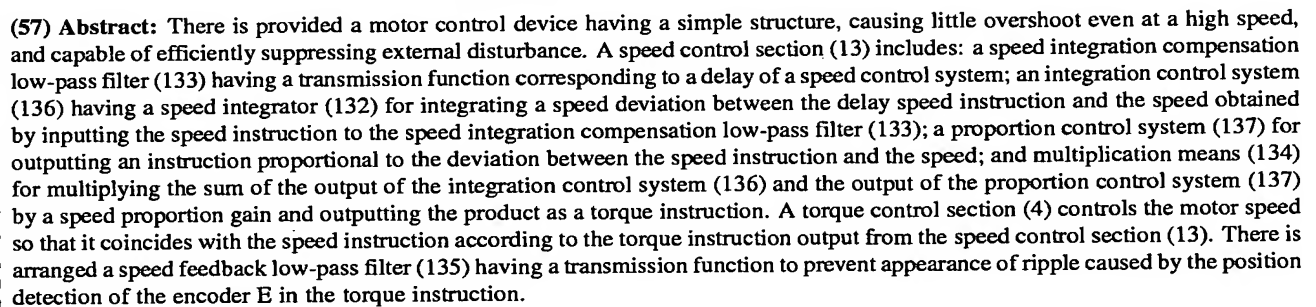 (57) Abstract: There is provided a motor control device having a simple structure, causing little overshoot even at a high speed,
and capable of efficiently suppressing external disturbance. A speed control section (13) includes: a speed integration compensation
low-pass filter (133) having a transmission function corresponding to a delay of a speed control system; an integration control system
(136) having a speed integrator (132) for integrating a speed deviation between the delay speed instruction and the speed obtained
by inputting the speed instruction to the speed integration compensation low-pass filter (133); a proportion control system (137) for
outputting an instruction proportional to the deviation between the speed instruction and the speed; and multiplication means (134)
for multiplying the sum of the output of the integration control system (136) and the output of the proportion control system (137)
by a speed proportion gain and outputting the product as a torque instruction. A torque control section (4) controls the motor speed
so that it coincides with the speed instruction according to the torque instruction output from the speed control section (13). There is
arranged a speed feedback low-pass filter (135) having a transmission function to prevent appearance of ripple caused by the position
detection of the encoder E in the torque instruction.